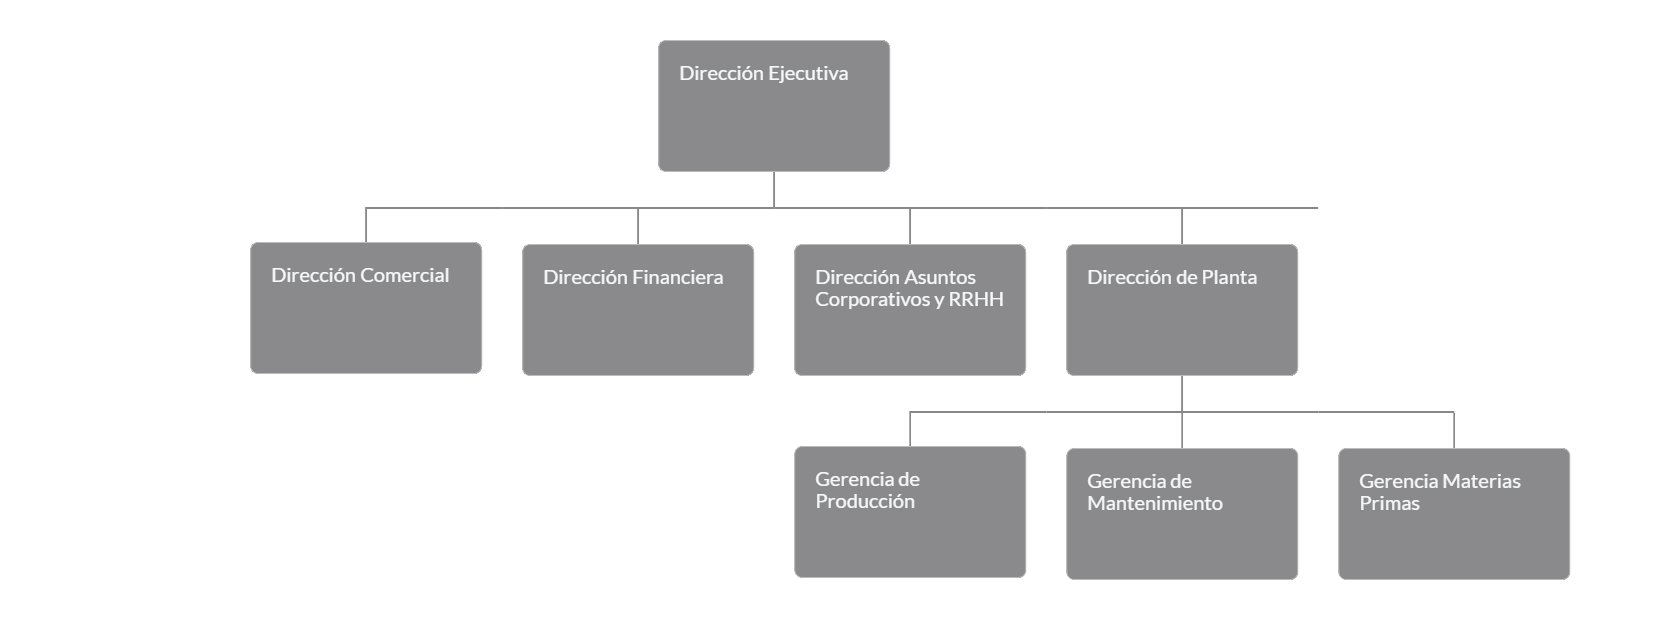 Dirección Ejecutiva
Dirección Comercial
Dirección Financiera
Dirección Asuntos
Corporativos y RRHH
Dirección de Planta
Gerencia de
Producción
Gerencia de
Mantenimiento
Gerencia Materias
Primas